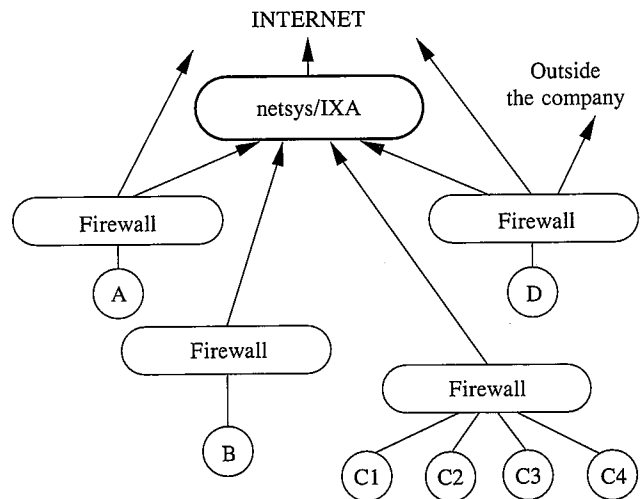 INTERNET
Outside
the company
netsys/IXA
Firewall
Firewall
A
D
Firewall
Firewall
B
C1
C2
C3
C4